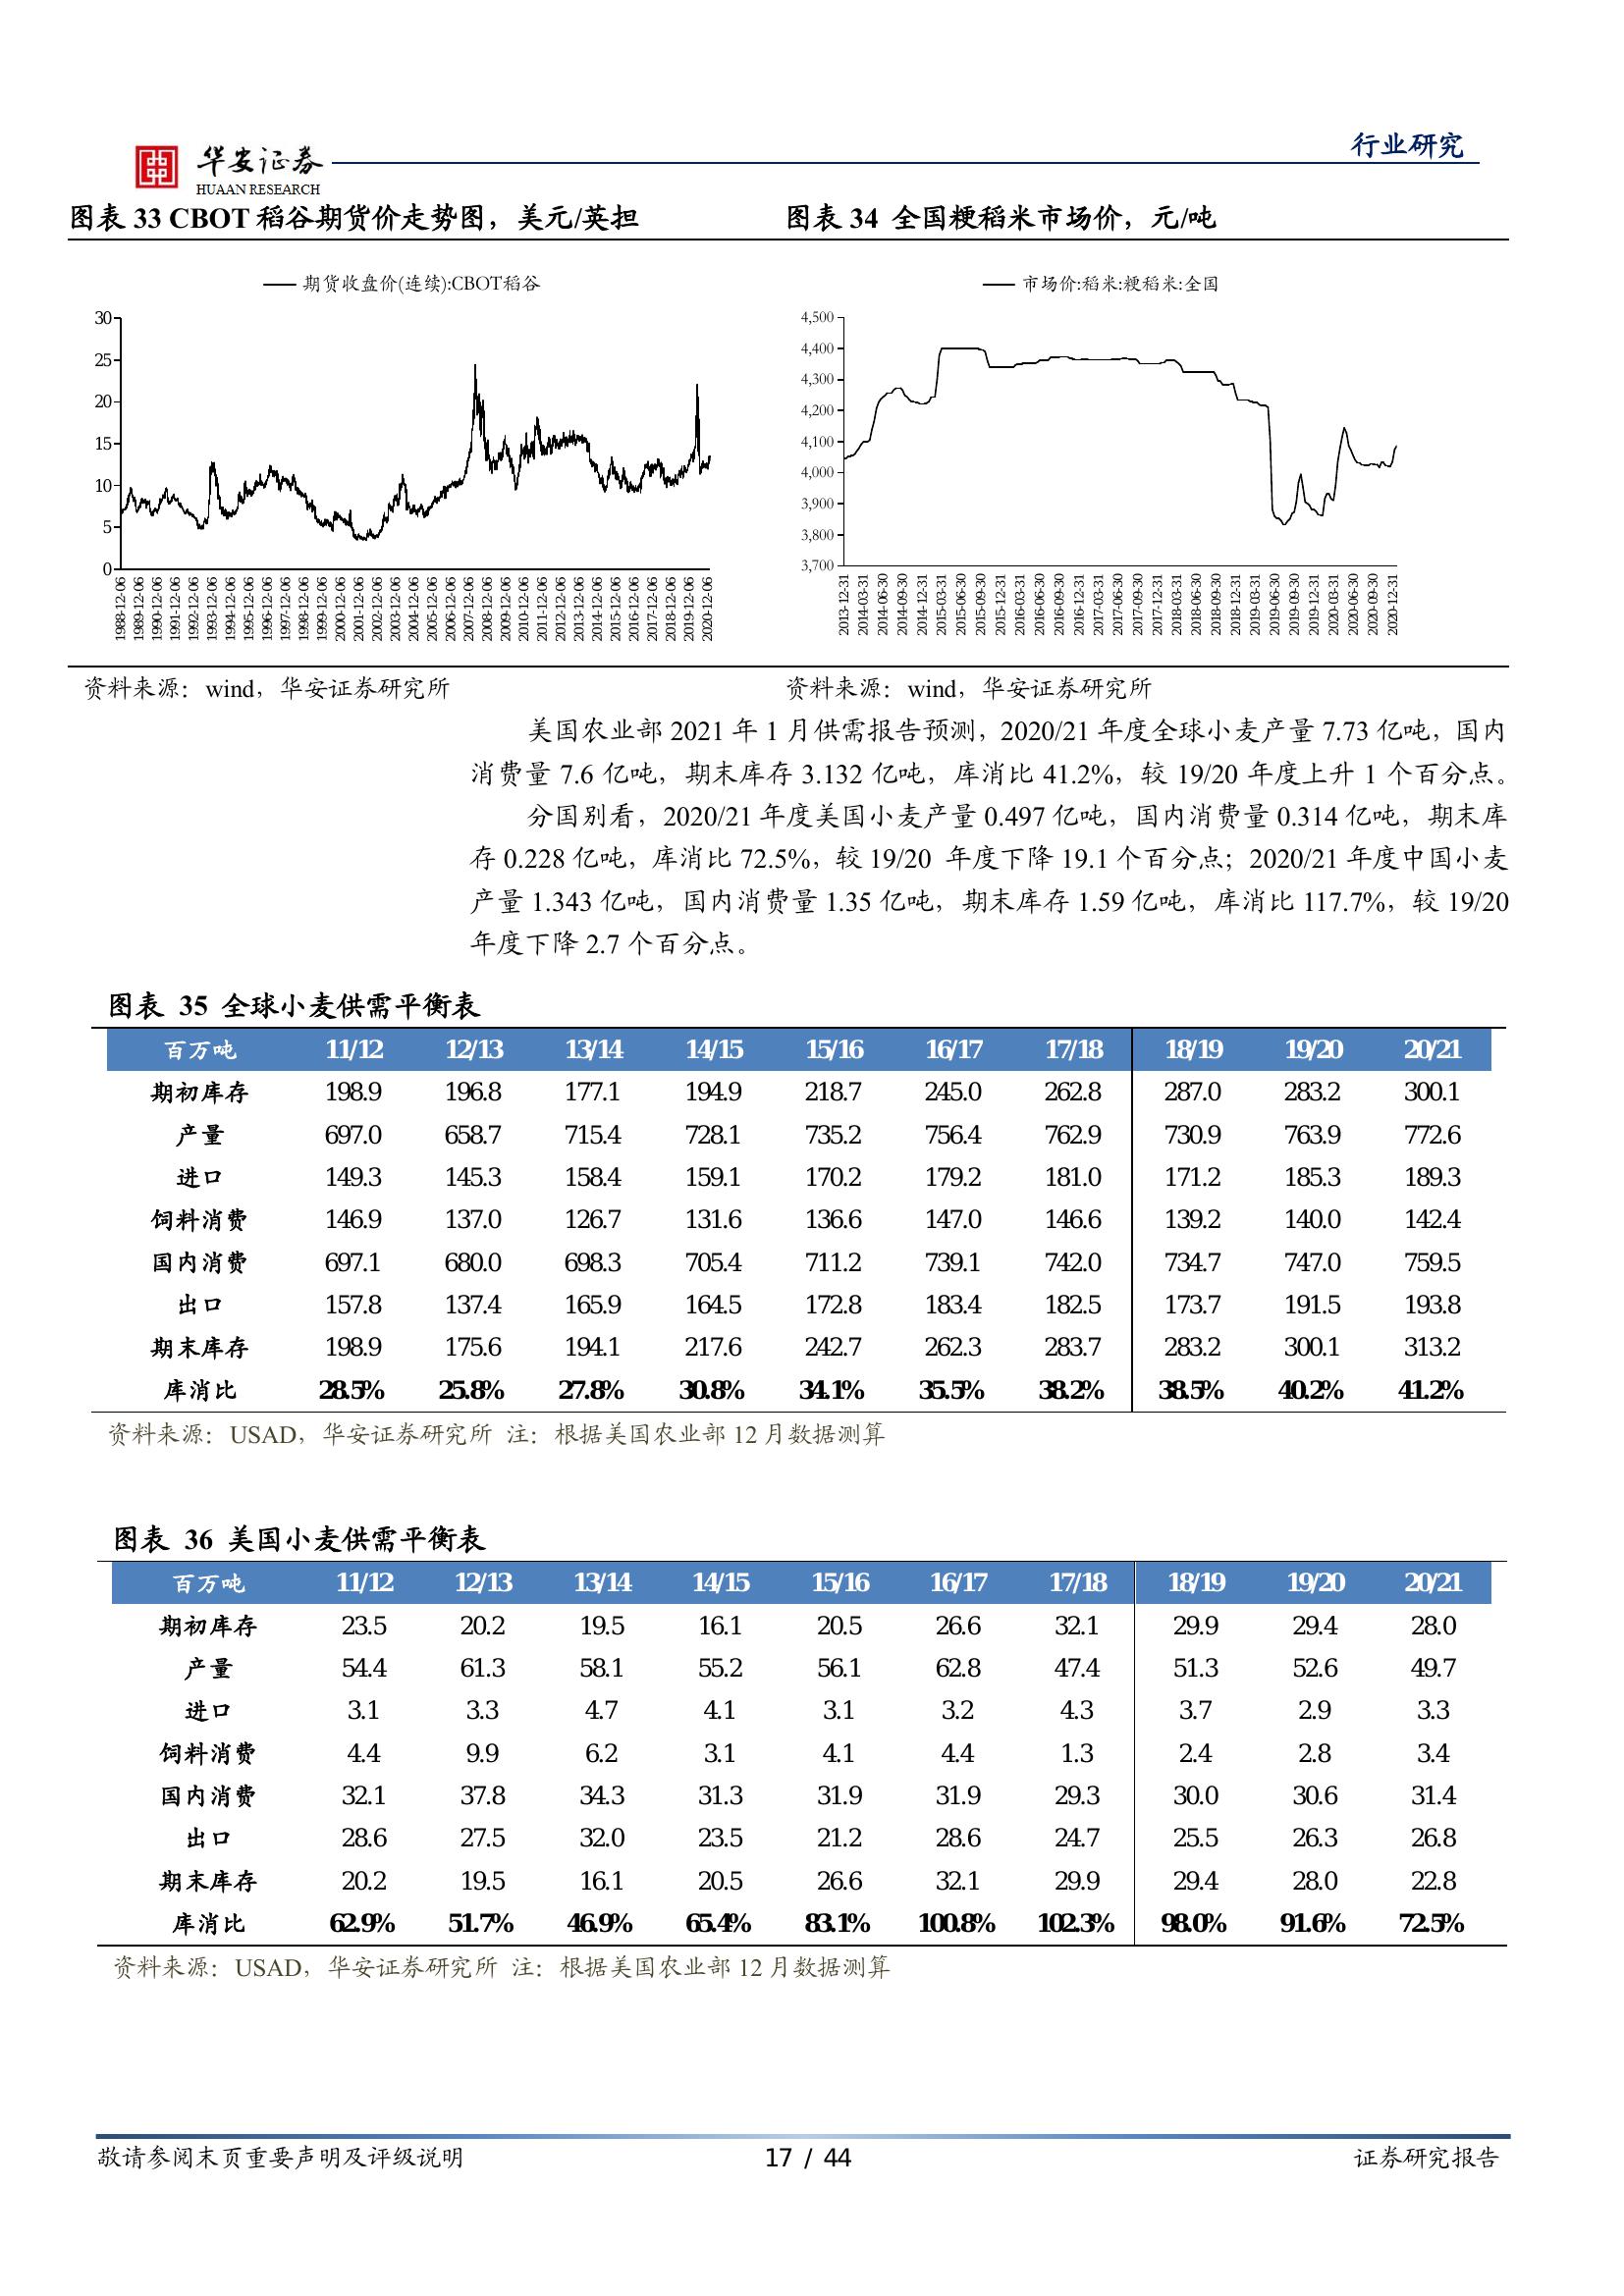 行业研究
华安证券
HUAAN RESEARCH
图表 33 CBOT 稻谷期货价走势图，美元/英担
期货收盘价(连续):CBOT稻谷
30
25
20
15
10
5
0
1988-12-06 1989-12-06 1990-12-06 1991-12-06 1992-12-06 1993-12-06 1994-12-06 1995-12-06 1996-12-06 1997-12-06 1998-12-06 1999-12-06 2000-12-06 2001-12-06 2002-12-06 2003-12-06 2004-12-06 2005-12-06 2006-12-06 2007-12-06 2008-12-06 2009-12-06 2010-12-06 2011-12-06 2012-12-06 2013-12-06 2014-12-06 2015-12-06 2016-12-06 2017-12-06 2018-12-06 2019-12-06 2020-12-06
资料来源：wind，华安证券研究所
图表 34 全国粳稻米市场价，元/吨
市场价:稻米:粳稻米:全国
4,500
4,400
4,300
4,200
4,100
4,000
3,900
3,800
3,700
2013-12-31 2014-03-31 2014-06-30 2014-09-30 2014-12-31 2015-03-31 2015-06-30 2015-09-30 2015-12-31 2016-03-31 2016-06-30 2016-09-30 2016-12-31 2017-03-31 2017-06-30 2017-09-30 2017-12-31 2018-03-31 2018-06-30 2018-09-30 2018-12-31 2019-03-31 2019-06-30 2019-09-30 2019-12-31 2020-03-31 2020-06-30 2020-09-30 2020-12-31
资料来源：wind，华安证券研究所
美国农业部 2021 年 1 月供需报告预测，2020/21 年度全球小麦产量 7.73 亿吨，国内
消费量 7.6 亿吨，期末库存 3.132 亿吨，库消比 41.2%，较 19/20 年度上升 1 个百分点。
分国别看，2020/21 年度美国小麦产量 0.497 亿吨，国内消费量 0.314 亿吨，期末库
存 0.228 亿吨，库消比 72.5%，较 19/20 年度下降 19.1 个百分点；2020/21 年度中国小麦
产量 1.343 亿吨，国内消费量 1.35 亿吨，期末库存 1.59 亿吨，库消比 117.7%，较 19/20
年度下降 2.7 个百分点。
图表 35 全球小麦供需平衡表
百万吨 11/12 12/13 13/14 14/15 15/16 16/17 17/18 18/19 19/20 20/21
期初库存 198.9 196.8 177.1 194.9 218.7 245.0 262.8 287.0 283.2 300.1
产量 697.0 658.7 715.4 728.1 735.2 756.4 762.9 730.9 763.9 772.6
进口 149.3 145.3 158.4 159.1 170.2 179.2 181.0 171.2 185.3 189.3
饲料消费 146.9 137.0 126.7 131.6 136.6 147.0 146.6 139.2 140.0 142.4
国内消费 697.1 680.0 698.3 705.4 711.2 739.1 742.0 734.7 747.0 759.5
出口 157.8 137.4 165.9 164.5 172.8 183.4 182.5 173.7 191.5 193.8
期末库存 198.9 175.6 194.1 217.6 242.7 262.3 283.7 283.2 300.1 313.2
库消比 28.5% 25.8% 27.8% 30.8% 34.1% 35.5% 38.2% 38.5% 40.2% 41.2%
资料来源：USAD，华安证券研究所 注：根据美国农业部 12 月数据测算
图表 36 美国小麦供需平衡表
百万吨 11/12 12/13 13/14 14/15 15/16 16/17 17/18 18/19 19/20 20/21
期初库存 23.5 20.2 19.5 16.1 20.5 26.6 32.1 29.9 29.4 28.0
产量 54.4 61.3 58.1 55.2 56.1 62.8 47.4 51.3 52.6 49.7
进口 3.1 3.3 4.7 4.1 3.1 3.2 4.3 3.7 2.9 3.3
饲料消费 4.4 9.9 6.2 3.1 4.1 4.4 1.3 2.4 2.8 3.4
国内消费 32.1 37.8 34.3 31.3 31.9 31.9 29.3 30.0 30.6 31.4
出口 28.6 27.5 32.0 23.5 21.2 28.6 24.7 25.5 26.3 26.8
期末库存 20.2 19.5 16.1 20.5 26.6 32.1 29.9 29.4 28.0 22.8
库消比 62.9% 51.7% 46.9% 65.4% 83.1% 100.8% 102.3% 98.0% 91.6% 72.5%
资料来源：USAD，华安证券研究所 注：根据美国农业部 12 月数据测算
敬请参阅末页重要声明及评级说明
17 / 44
证券研究报告